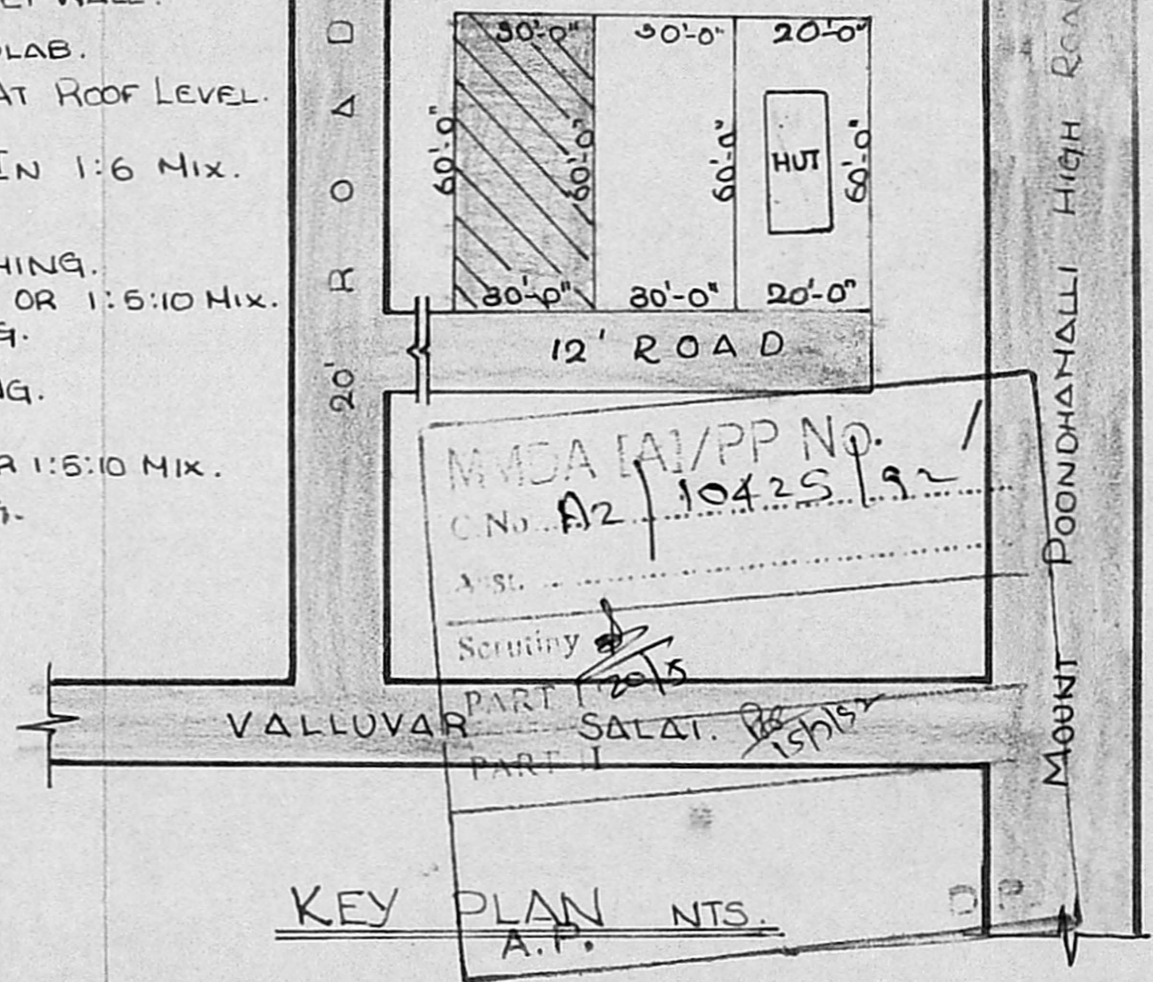 LAB.
AT ROOF LEVEL.
IN 1:6 MIX.
HING.
OR 1:5:10 MIX.
G.
NG.
R 1:5:10 MIX.
G.
20' ROAD
30'-0" 30'-0" 20'-0"
60'-0" 60'-0" 60'-0" 60'-0"
HUT
30'-0" 30'-0" 20'-0"
12' ROAD
MOUNT POONDHAMALLI HIGH ROAD
MMDA [A]/PP No.
C.No. A2/10425/92
Scrutiny
20/5
PART I
VALLUVAR SALAI.
PART II
KEY PLAN NTS.
A.P.